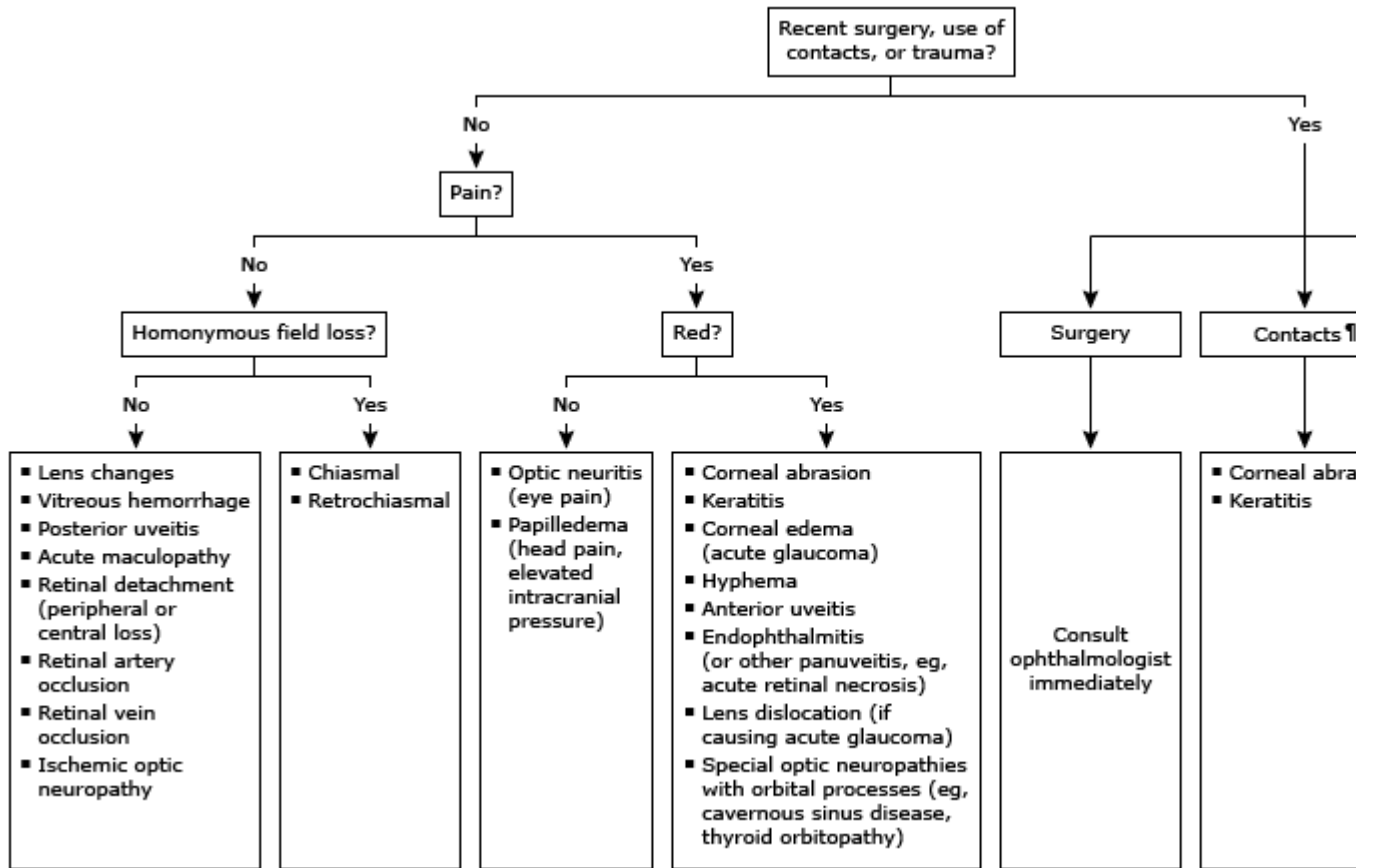 Recent surgery, use of
contacts, or trauma?
No
Yes
Pain?
No
Yes
Homonymous field loss?
Red?
Surgery
Contacts ¶
No
Yes
No
Yes
▪ Lens changes
▪ Vitreous hemorrhage
▪ Posterior uveitis
▪ Acute maculopathy
▪ Retinal detachment
(peripheral or
central loss)
▪ Retinal artery
occlusion
▪ Retinal vein
occlusion
▪ Ischemic optic
neuropathy
▪ Chiasmal
▪ Retrochiasmal
▪ Optic neuritis
(eye pain)
▪ Papilledema
(head pain,
elevated
intracranial
pressure)
▪ Corneal abrasion
▪ Keratitis
▪ Corneal edema
(acute glaucoma)
▪ Hyphema
▪ Anterior uveitis
▪ Endophthalmitis
(or other panuveitis, eg,
acute retinal necrosis)
▪ Lens dislocation (if
causing acute glaucoma)
▪ Special optic neuropathies
with orbital processes (eg,
cavernous sinus disease,
thyroid orbitopathy)
Consult
ophthalmologist
immediately
▪ Corneal abra
▪ Keratitis